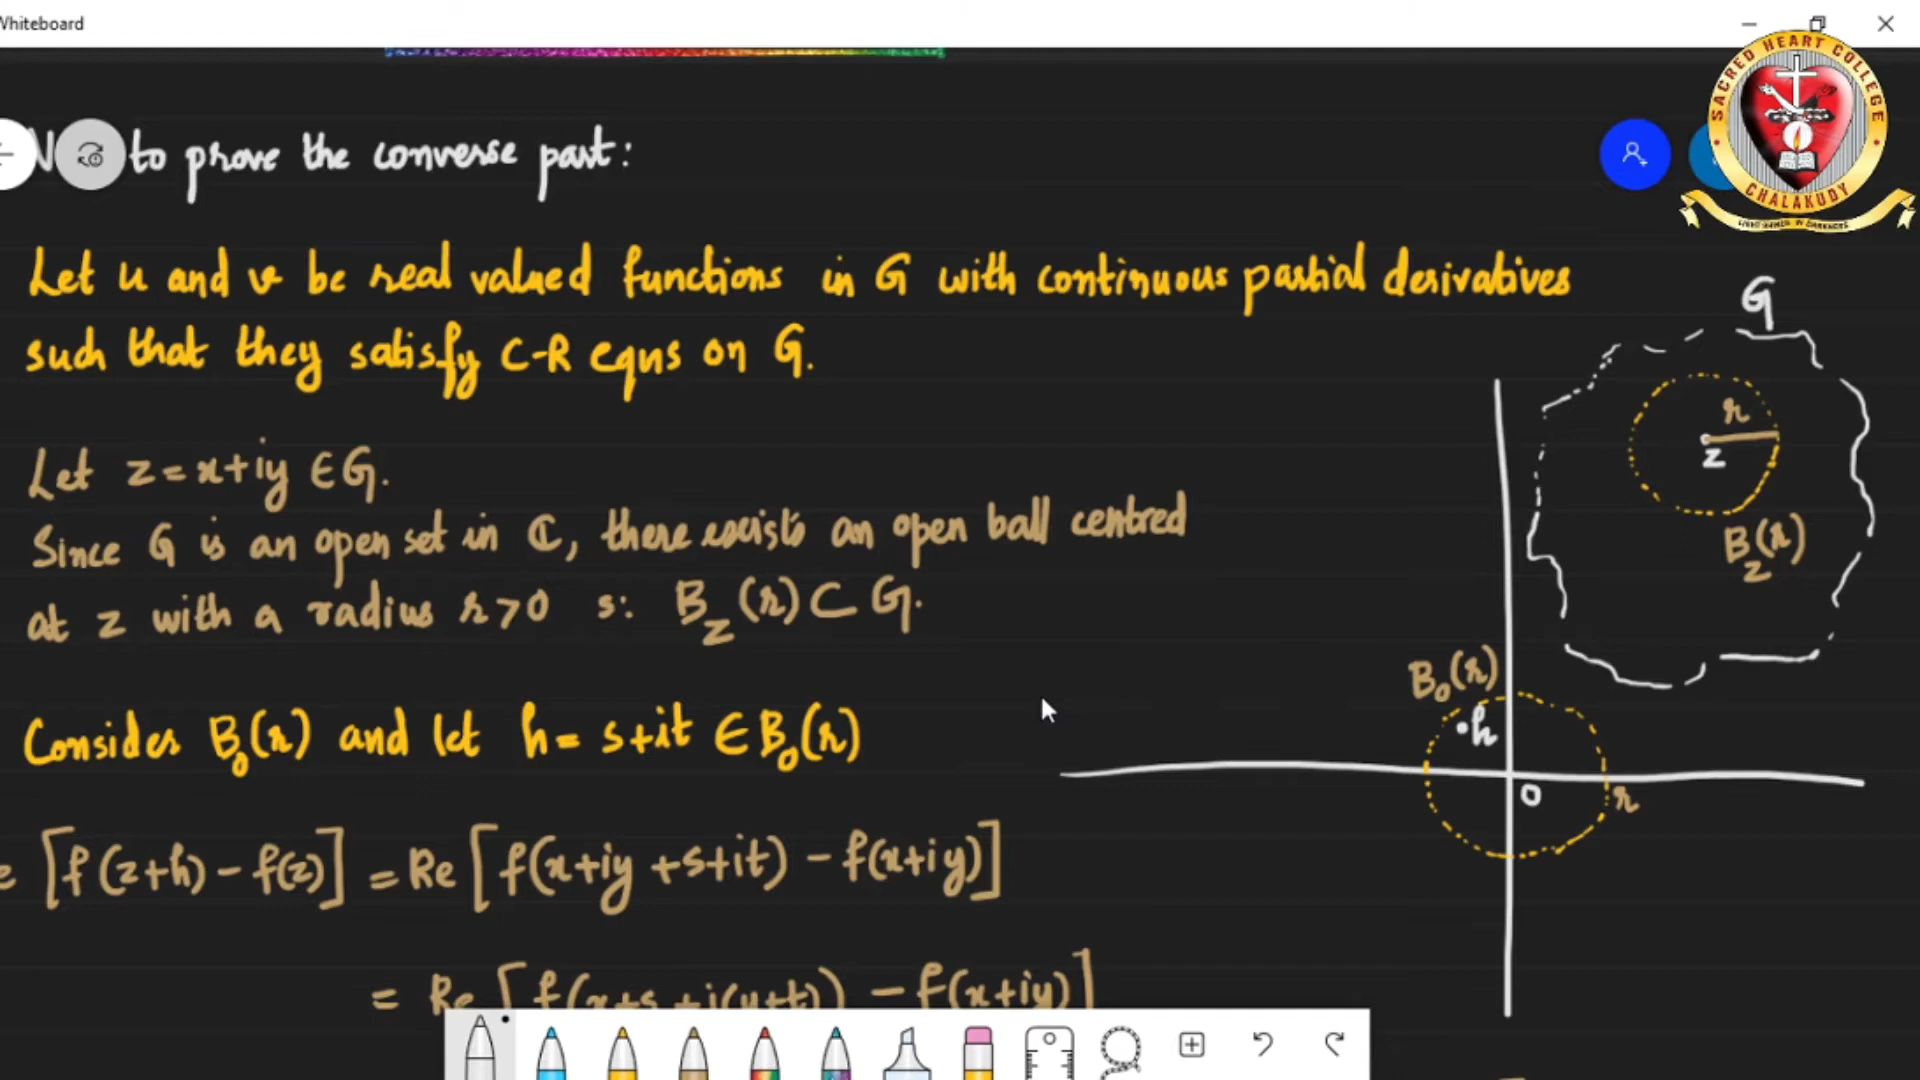 Whiteboard
to prove the converse part:
Let u and v be real valued functions in G with continuous partial derivatives
such that they satisfy C-R equns on G.
Let z = x+iy ∈ G.
Since G is an open set in ℂ, there exists an open ball centred
at z with a radius r > 0 s: B_z(r) ⊂ G.
Consider B_0(r) and let h = s+it ∈ B_0(r)
[f(z+h) - f(z)] = Re [f(x+iy + s+it) - f(x+iy)]
= Re [f(x+s + i(y+t)) - f(x+iy)]
G
r
z
B_z(r)
B_0(r)
h
0
r
SACRED HEART COLLEGE
CHALAKUDY